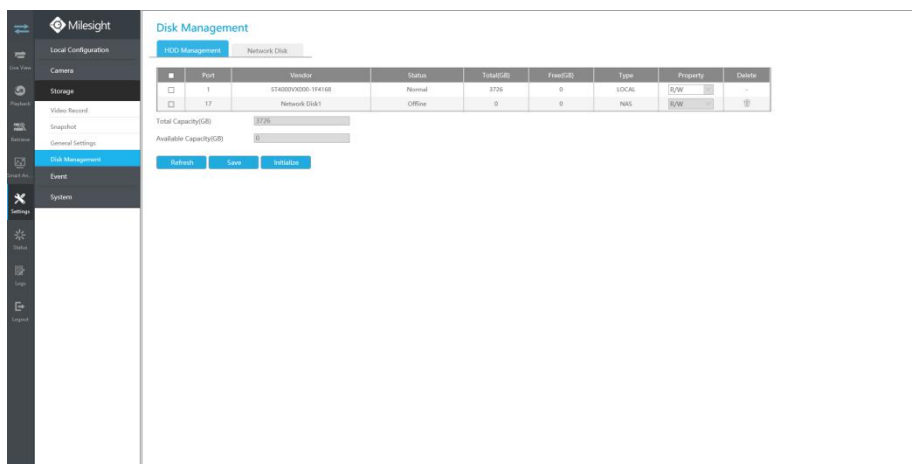 Milesight
Live View
Playback
Retrieve
Smart An...
Settings
Status
Logs
Logout
Local Configuration
Camera
Storage
Video Record
Snapshot
General Settings
Disk Management
Event
System
Disk Management
HDD Management Network Disk
Port Vendor Status Total(GB) Free(GB) Type Property Delete
1 ST4000VX000-1F4168 Normal 3726 0 LOCAL R/W -
17 Network Disk1 Offline 0 0 NAS R/W
Total Capacity(GB) 3726
Available Capacity(GB) 0
Refresh Save Initialize